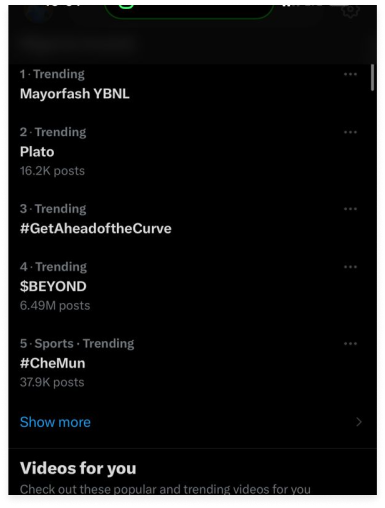 1 · Trending
Mayorfash YBNL
2 · Trending
Plato
16.2K posts
3 · Trending
#GetAheadoftheCurve
4 · Trending
$BEYOND
6.49M posts
5 · Sports · Trending
#CheMun
37.9K posts
Show more
Videos for you
Check out these popular and trending videos for you